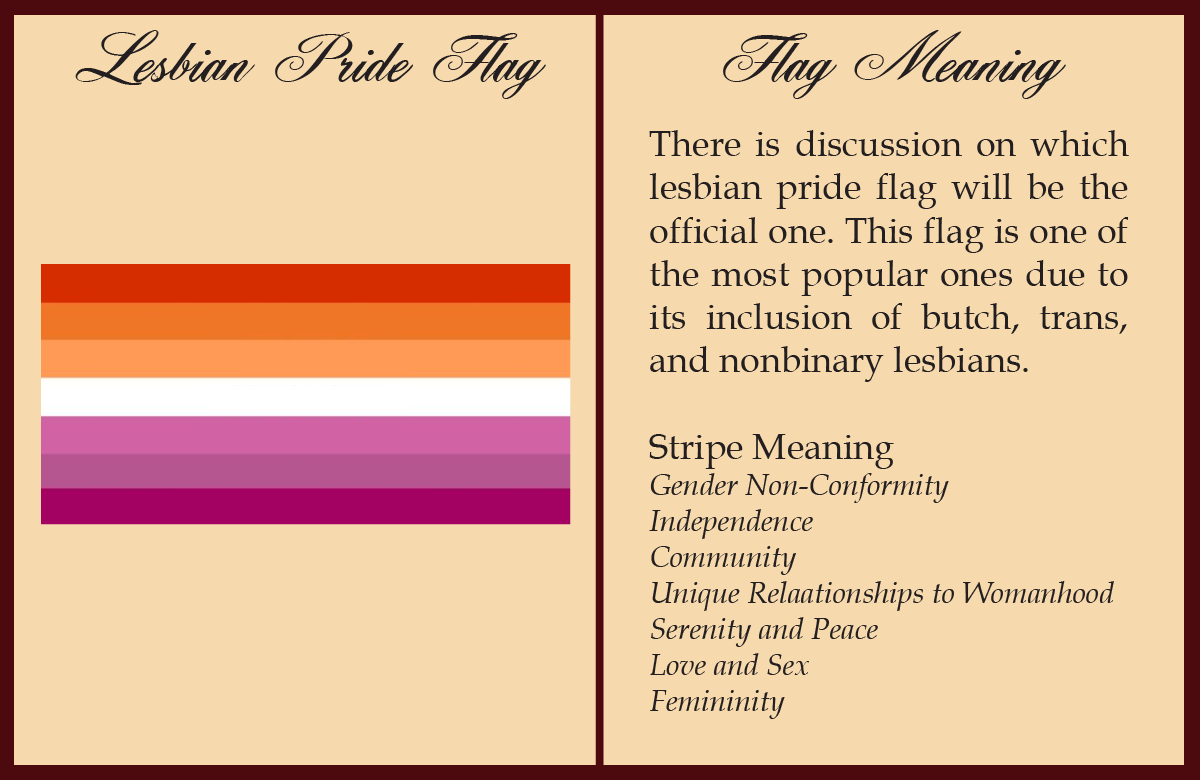 Lesbian Pride Flag
Flag Meaning
There is discussion on which
lesbian pride flag will be the
official one. This flag is one of
the most popular ones due to
its inclusion of butch, trans,
and nonbinary lesbians.
Stripe Meaning
Gender Non-Conformity
Independence
Community
Unique Relaationships to Womanhood
Serenity and Peace
Love and Sex
Femininity